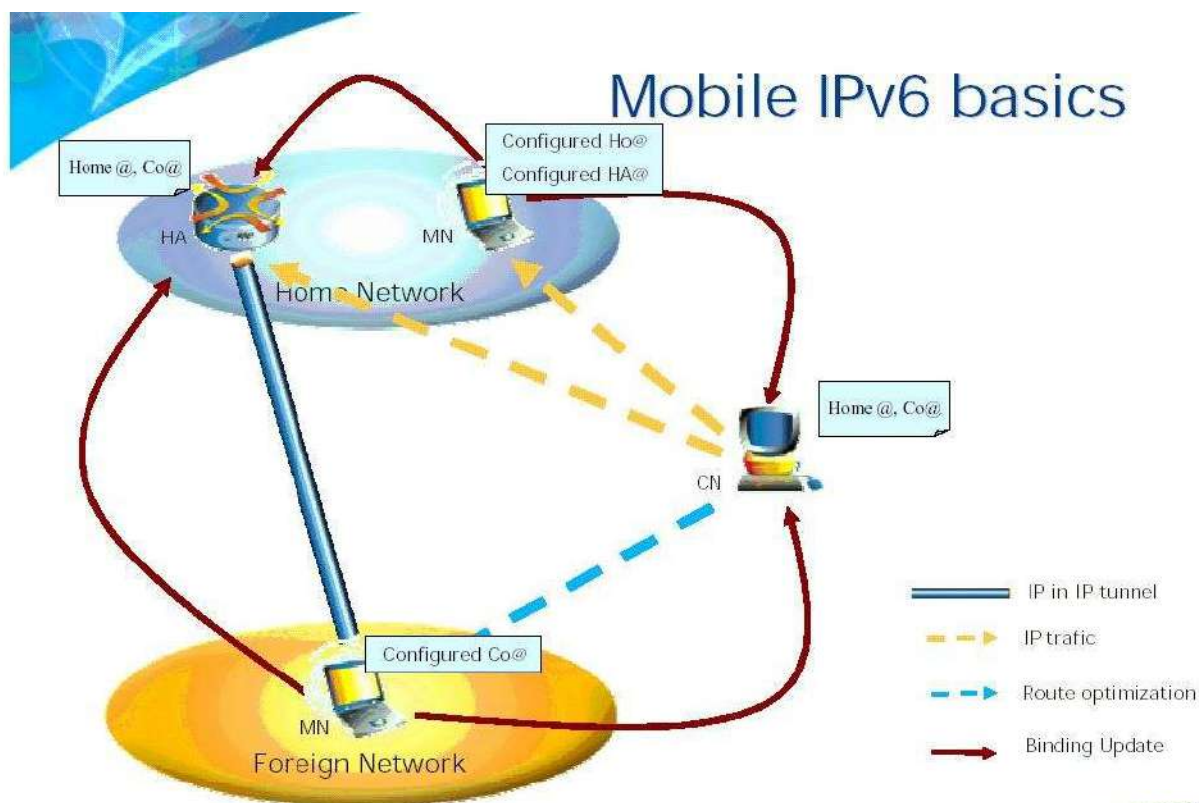 Mobile IPv6 basics
Configured Ho@
Configured HA@
Home @, Co@
HA
MN
Home Network
Home @, Co@
CN
Configured Co@
MN
Foreign Network
IP in IP tunnel
IP trafic
Route optimization
Binding Update